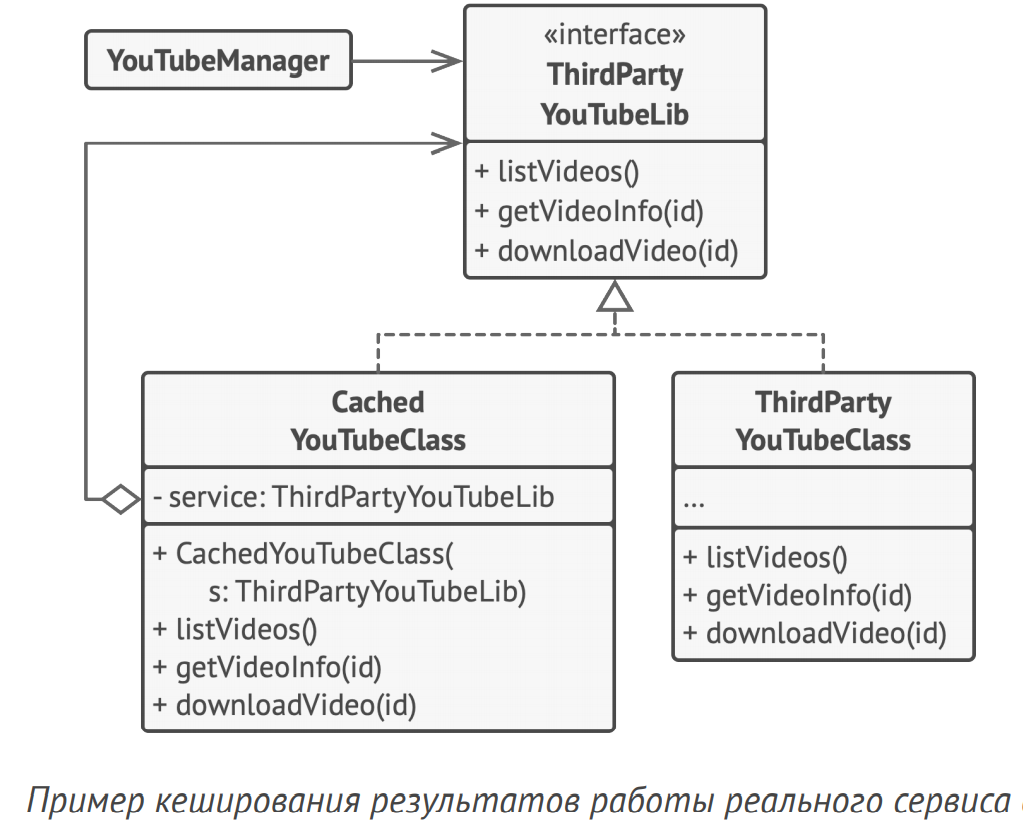 YouTubeManager
«interface»
ThirdParty
YouTubeLib
+ listVideos()
+ getVideoInfo(id)
+ downloadVideo(id)
Cached
YouTubeClass
- service: ThirdPartyYouTubeLib
+ CachedYouTubeClass(
s: ThirdPartyYouTubeLib)
+ listVideos()
+ getVideoInfo(id)
+ downloadVideo(id)
ThirdParty
YouTubeClass
...
+ listVideos()
+ getVideoInfo(id)
+ downloadVideo(id)
Пример кеширования результатов работы реального сервиса